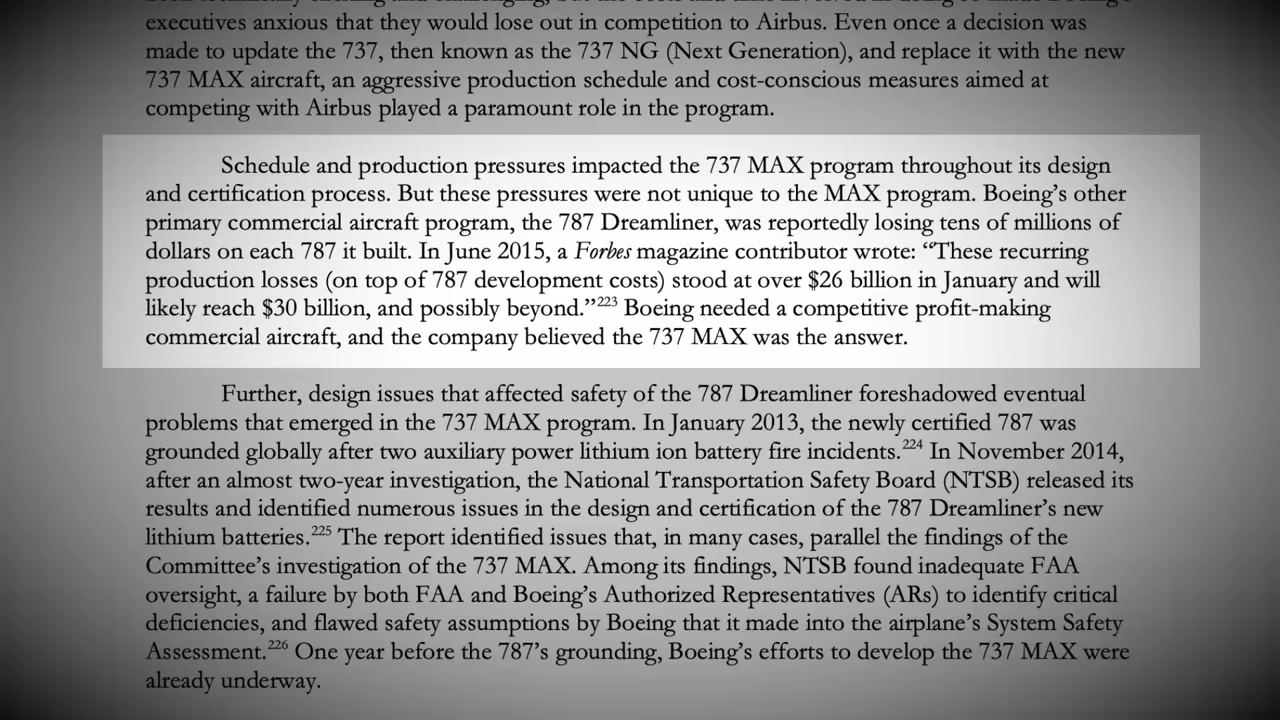 executives anxious that they would lose out in competition to Airbus. Even once a decision was
made to update the 737, then known as the 737 NG (Next Generation), and replace it with the new
737 MAX aircraft, an aggressive production schedule and cost-conscious measures aimed at
competing with Airbus played a paramount role in the program.
Schedule and production pressures impacted the 737 MAX program throughout its design
and certification process. But these pressures were not unique to the MAX program. Boeing’s other
primary commercial aircraft program, the 787 Dreamliner, was reportedly losing tens of millions of
dollars on each 787 it built. In June 2015, a Forbes magazine contributor wrote: “These recurring
production losses (on top of 787 development costs) stood at over $26 billion in January and will
likely reach $30 billion, and possibly beyond.”223 Boeing needed a competitive profit-making
commercial aircraft, and the company believed the 737 MAX was the answer.
Further, design issues that affected safety of the 787 Dreamliner foreshadowed eventual
problems that emerged in the 737 MAX program. In January 2013, the newly certified 787 was
grounded globally after two auxiliary power lithium ion battery fire incidents.224 In November 2014,
after an almost two-year investigation, the National Transportation Safety Board (NTSB) released its
results and identified numerous issues in the design and certification of the 787 Dreamliner’s new
lithium batteries.225 The report identified issues that, in many cases, parallel the findings of the
Committee’s investigation of the 737 MAX. Among its findings, NTSB found inadequate FAA
oversight, a failure by both FAA and Boeing’s Authorized Representatives (ARs) to identify critical
deficiencies, and flawed safety assumptions by Boeing that it made into the airplane’s System Safety
Assessment.226 One year before the 787’s grounding, Boeing’s efforts to develop the 737 MAX were
already underway.